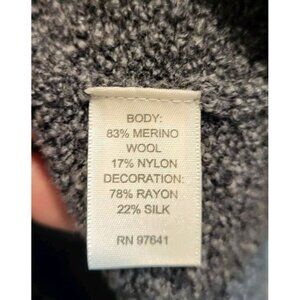 BODY:
83% MERINO
WOOL
17% NYLON
DECORATION:
78% RAYON
22% SILK
RN 97641